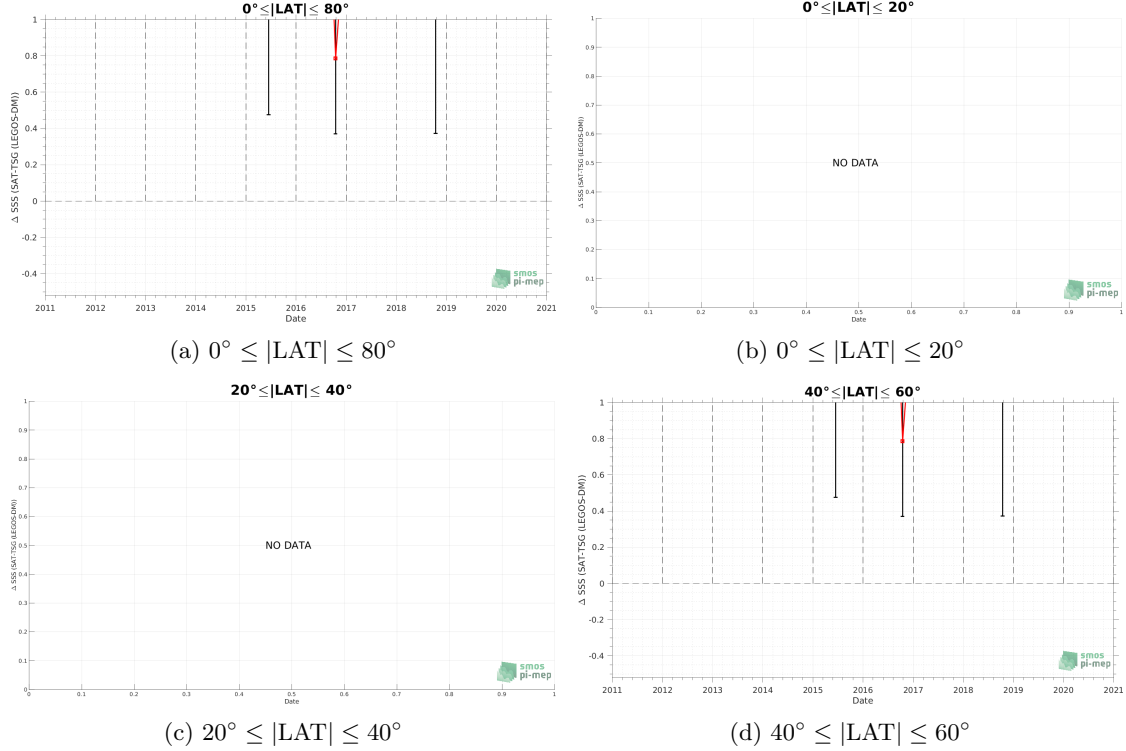 0°≤|LAT|≤ 80°
Δ SSS (SAT-TSG (LEGOS-DM))
1
0.8
0.6
0.4
0.2
0
-0.2
-0.4
smos
pi-mep
2011 2012 2013 2014 2015 2016 2017 2018 2019 2020 2021
Date
(a) 0° ≤ |LAT| ≤ 80°
0°≤|LAT|≤ 20°
Δ SSS (SAT-TSG (LEGOS-DM))
1
0.9
0.8
0.7
0.6
0.5
0.4
0.3
0.2
0.1
0
NO DATA
smos
pi-mep
0 0.1 0.2 0.3 0.4 0.5 0.6 0.7 0.8 0.9 1
Date
(b) 0° ≤ |LAT| ≤ 20°
20°≤|LAT|≤ 40°
Δ SSS (SAT-TSG (LEGOS-DM))
1
0.9
0.8
0.7
0.6
0.5
0.4
0.3
0.2
0.1
0
NO DATA
smos
pi-mep
0 0.1 0.2 0.3 0.4 0.5 0.6 0.7 0.8 0.9 1
Date
(c) 20° ≤ |LAT| ≤ 40°
40°≤|LAT|≤ 60°
Δ SSS (SAT-TSG (LEGOS-DM))
1
0.8
0.6
0.4
0.2
0
-0.2
-0.4
smos
pi-mep
2011 2012 2013 2014 2015 2016 2017 2018 2019 2020 2021
Date
(d) 40° ≤ |LAT| ≤ 60°